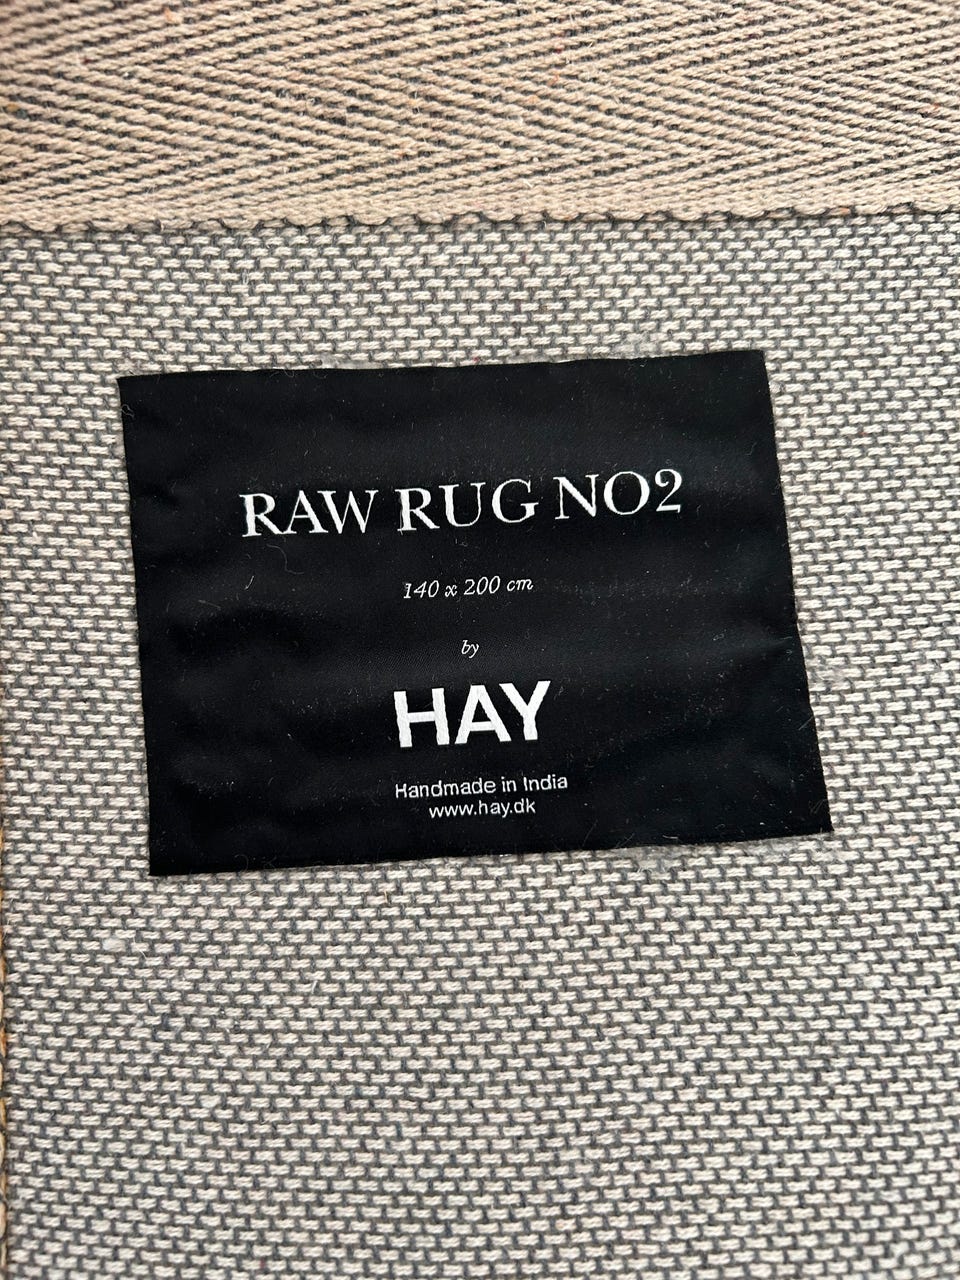 RAW RUG NO2
140 x 200 cm
by
HAY
Handmade in India
www.hay.dk